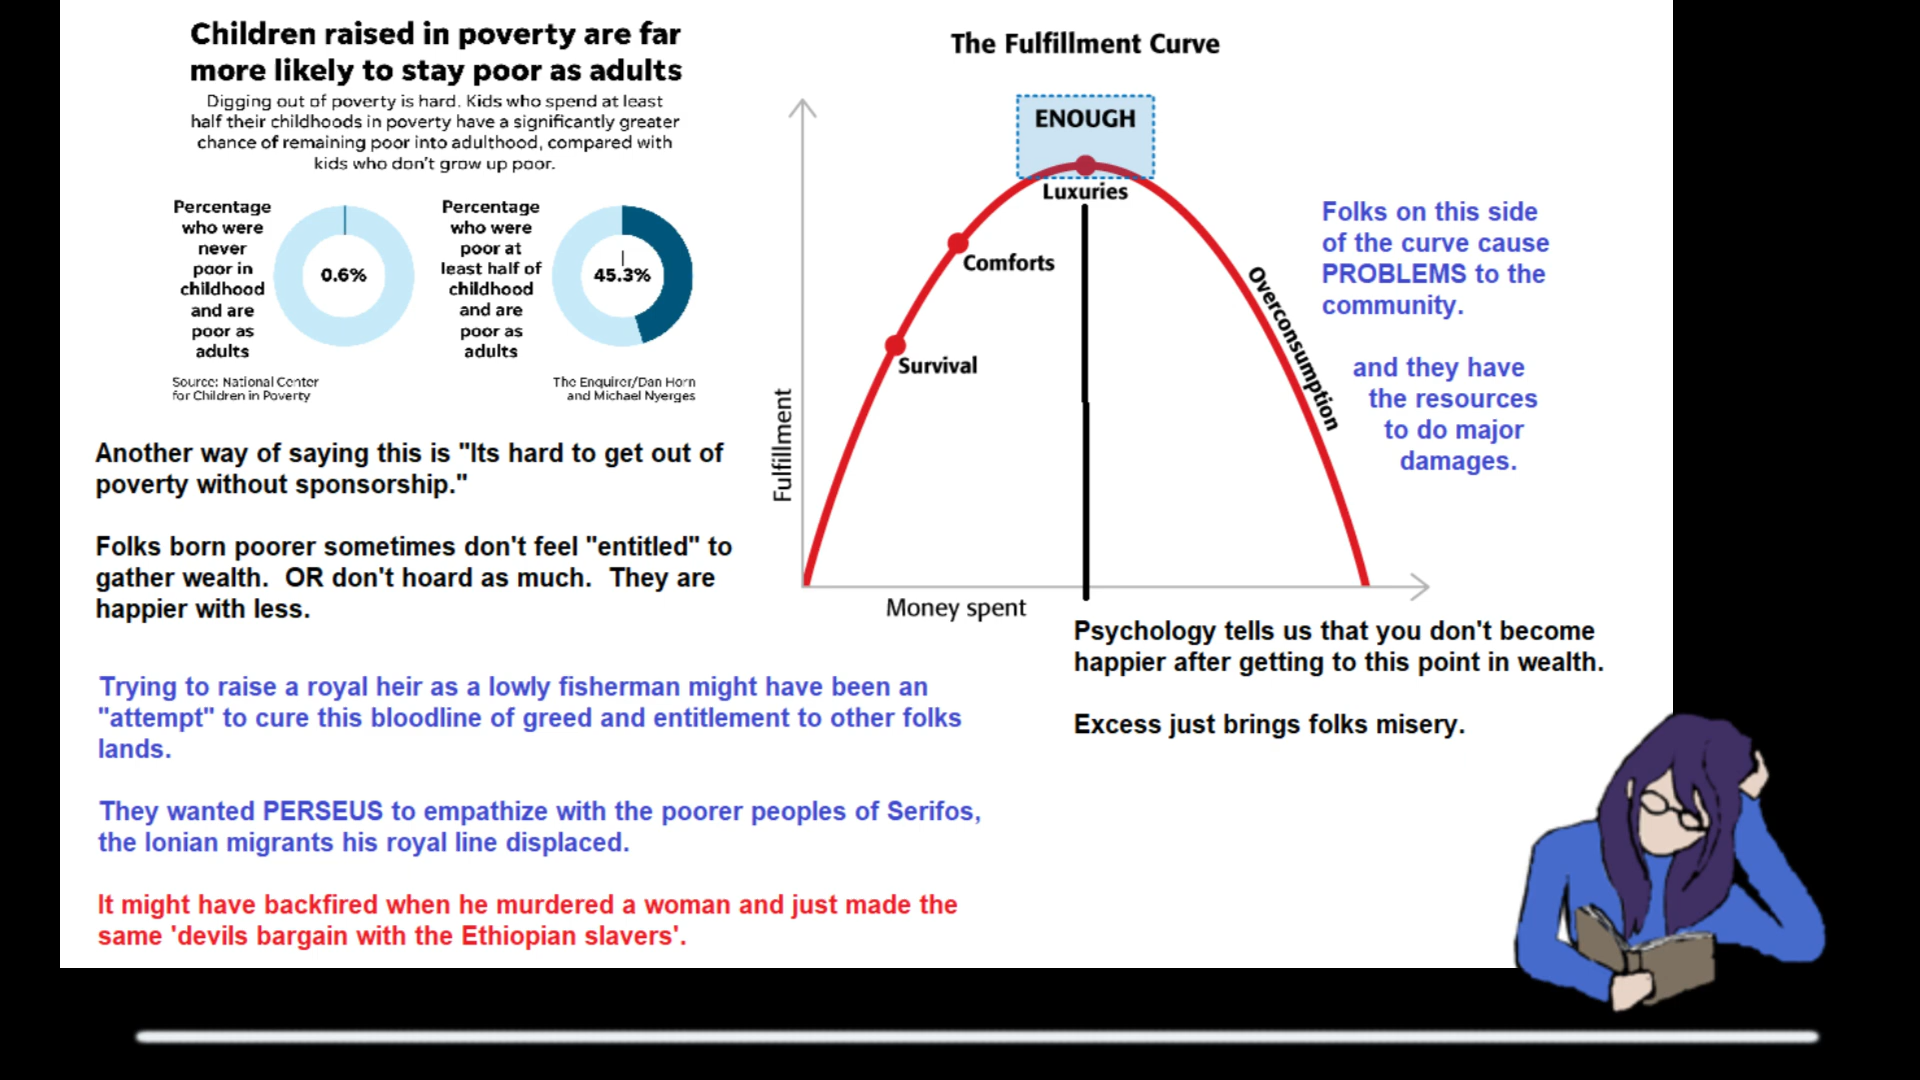 Children raised in poverty are far
more likely to stay poor as adults
Digging out of poverty is hard. Kids who spend at least
half their childhoods in poverty have a significantly greater
chance of remaining poor into adulthood, compared with
kids who don't grow up poor.
Percentage
who were
never
poor in
childhood
and are
poor as
adults
0.6%
Percentage
who were
poor at
least half of
childhood
and are
poor as
adults
45.3%
Source: National Center
for Children in Poverty
The Enquirer/Dan Horn
and Michael Nyerges
Another way of saying this is "Its hard to get out of
poverty without sponsorship."
Folks born poorer sometimes don't feel "entitled" to
gather wealth.  OR don't hoard as much.  They are
happier with less.
The Fulfillment Curve
ENOUGH
Luxuries
Comforts
Survival
Overconsumption
Fulfillment
Money spent
Folks on this side
of the curve cause
PROBLEMS to the
community.
and they have
the resources
to do major
damages.
Psychology tells us that you don't become
happier after getting to this point in wealth.
Excess just brings folks misery.
Trying to raise a royal heir as a lowly fisherman might have been an
"attempt" to cure this bloodline of greed and entitlement to other folks
lands.
They wanted PERSEUS to empathize with the poorer peoples of Serifos,
the Ionian migrants his royal line displaced.
It might have backfired when he murdered a woman and just made the
same 'devils bargain with the Ethiopian slavers'.